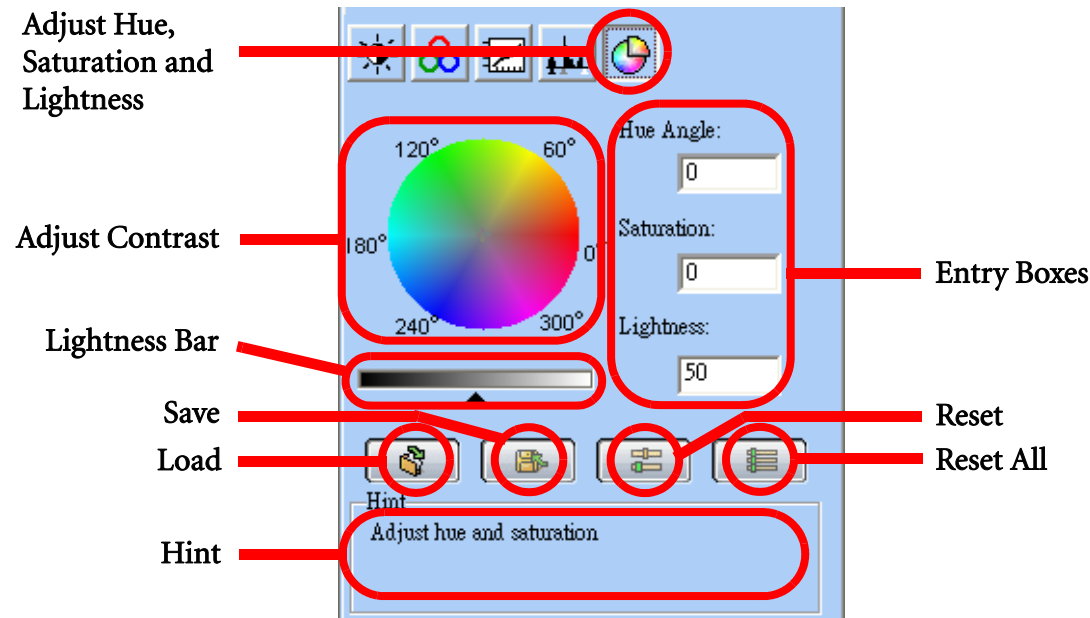 Adjust Hue,
Saturation and
Lightness
Hue Angle:
120°
60°
0
Adjust Contrast
180°
0°
Saturation:
0
Entry Boxes
240°
300°
Lightness:
Lightness Bar
50
Save
Reset
Load
Reset All
Hint
Adjust hue and saturation
Hint